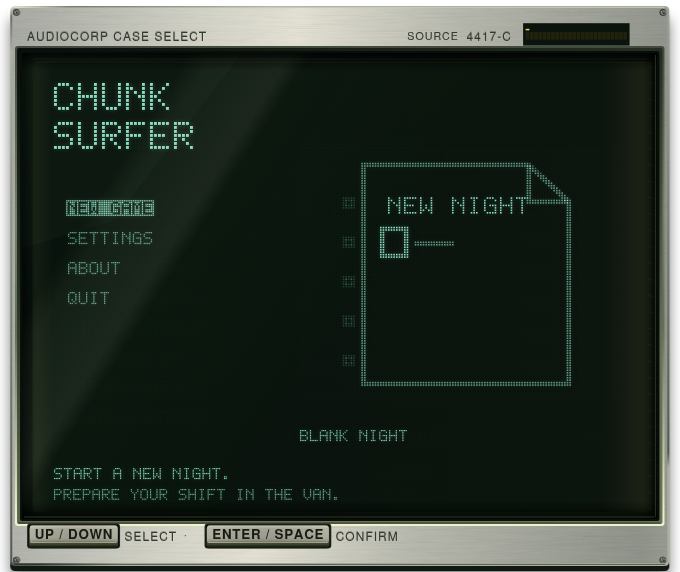 AUDIOCORP CASE SELECT
SOURCE 4417-C
CHUNK
SURFER
NEW GAME
SETTINGS
ABOUT
QUIT
NEW NIGHT
BLANK NIGHT
START A NEW NIGHT.
PREPARE YOUR SHIFT IN THE VAN.
UP / DOWN SELECT · ENTER / SPACE CONFIRM